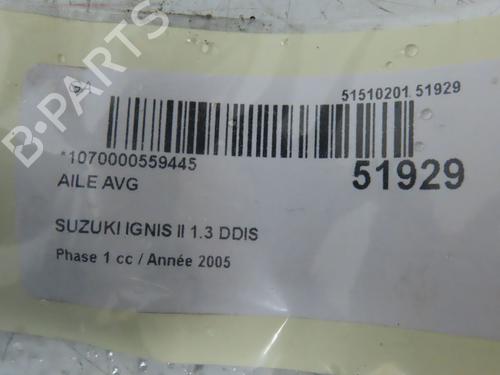 B-PARTS
51510201 51929
*1070000559445
51929
AILE AVG
SUZUKI IGNIS II 1.3 DDIS
Phase 1 cc / Année 2005